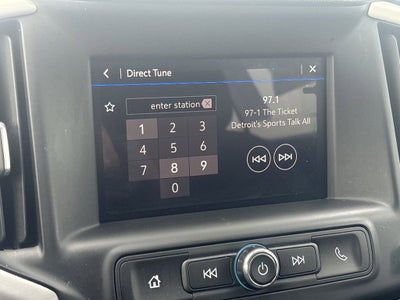 Direct Tune
enter station
1 2 3
4 5 6
7 8 9
0
97.1
97-1 The Ticket
Detroit's Sports Talk All